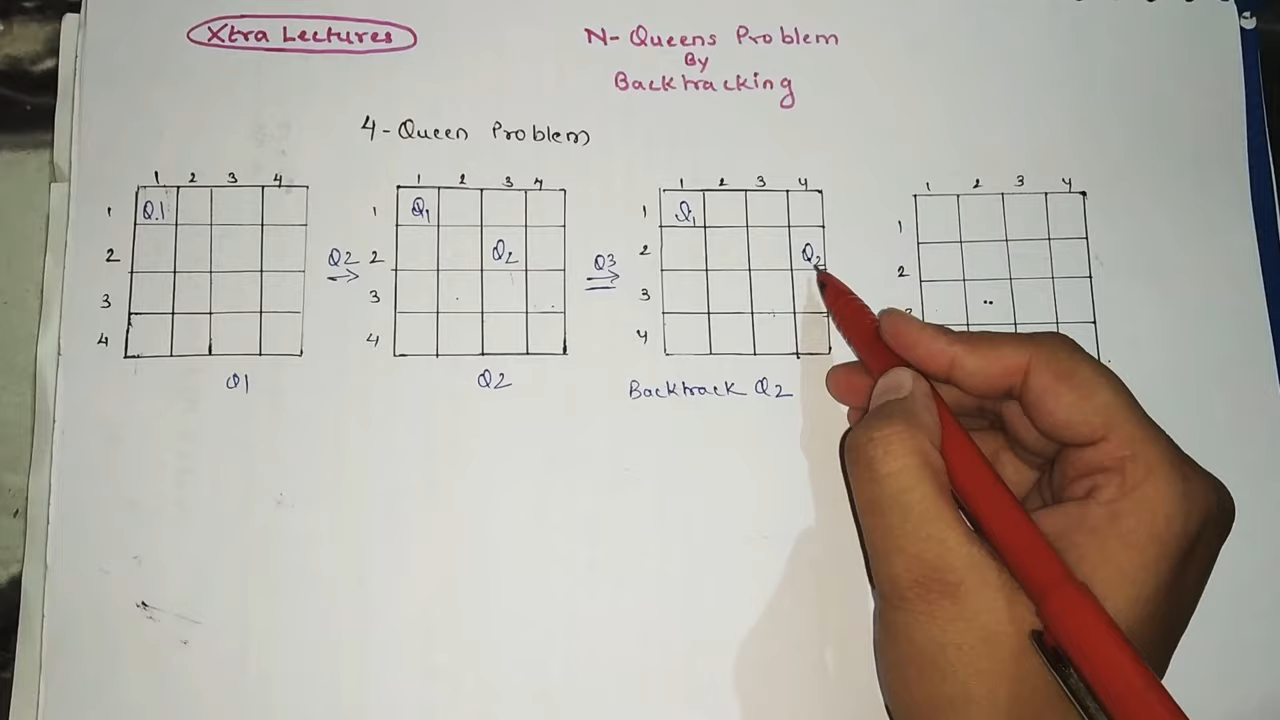 Xtra Lectures
N-Queens Problem
By
Backtracking
4-Queen Problem
1 2 3 4
1 Q1
2
3
4
Q1
Q2
⇒
1 2 3 4
1 Q1
2 Q2
3
4
Q2
Q3
⇒
1 2 3 4
1 Q1
2 Q2
3
4
Backtrack Q2
1 2 3 4
1
2